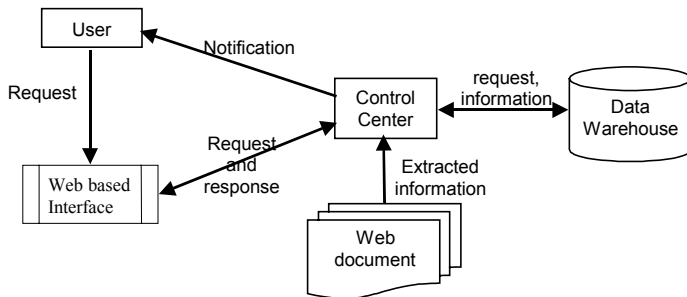 User
Notification
Request
Control
Center
request,
information
Data
Warehouse
Request
and
response
Web based
Interface
Extracted
information
Web
document